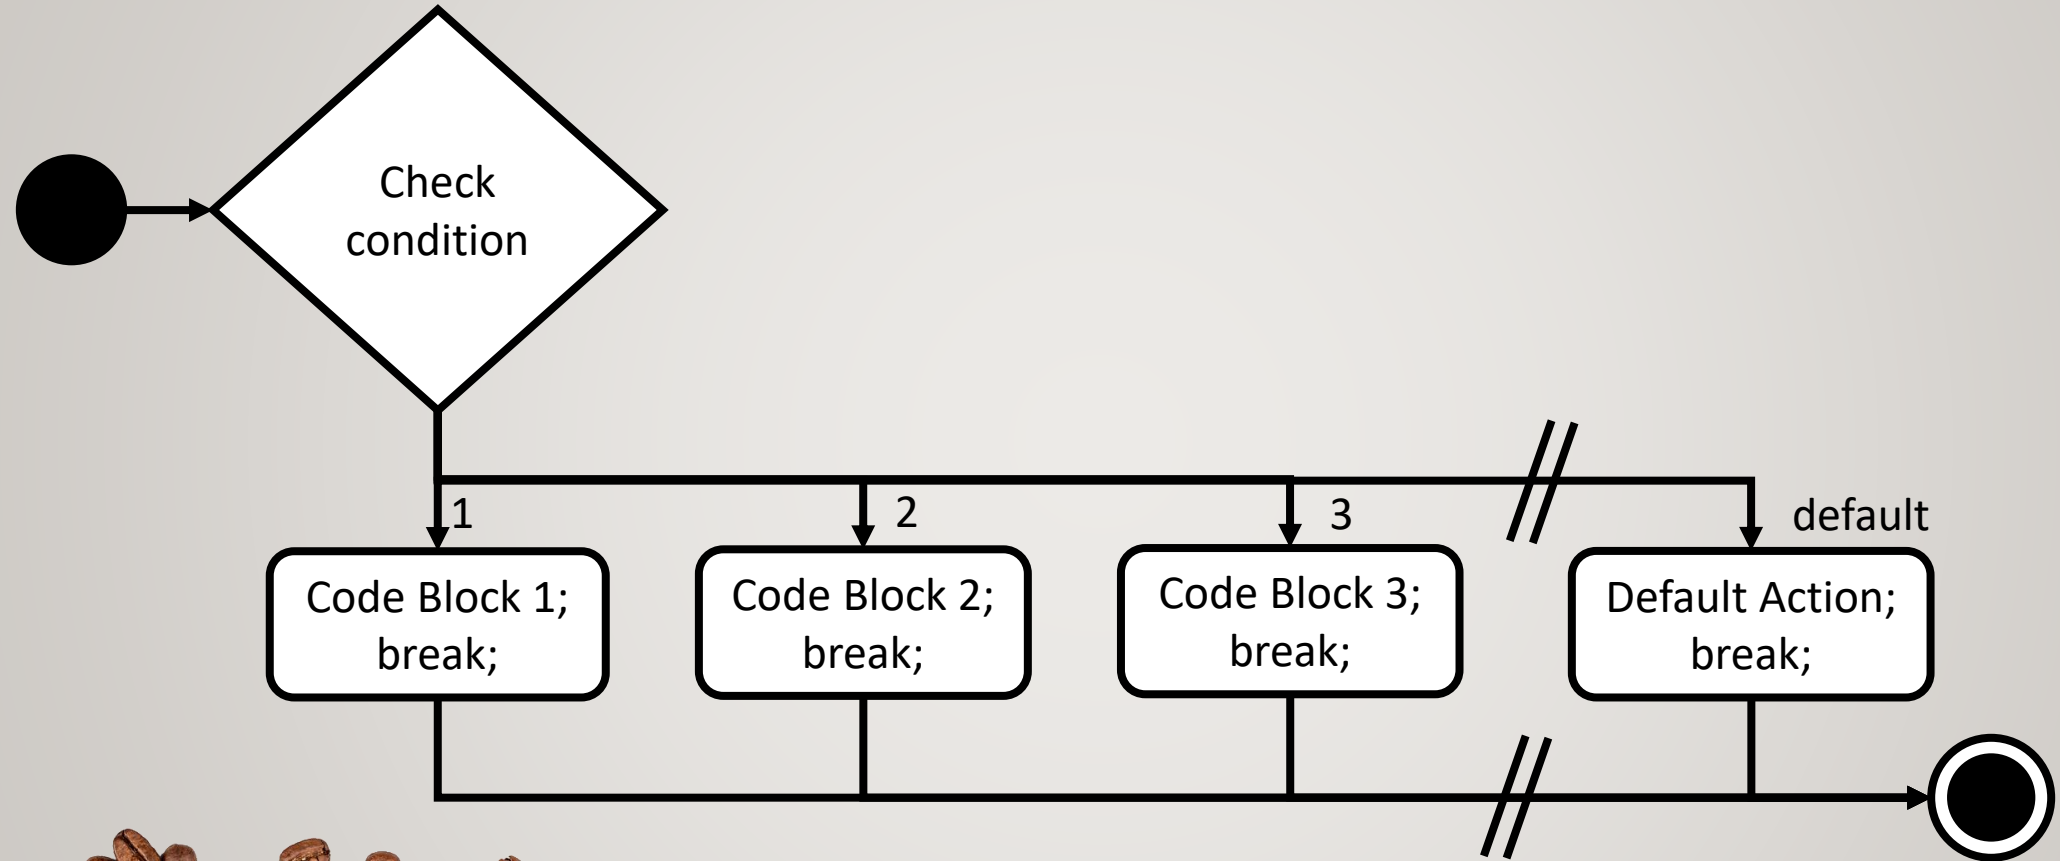 Check
condition
1
2
3
default
Code Block 1;
break;
Code Block 2;
break;
Code Block 3;
break;
Default Action;
break;